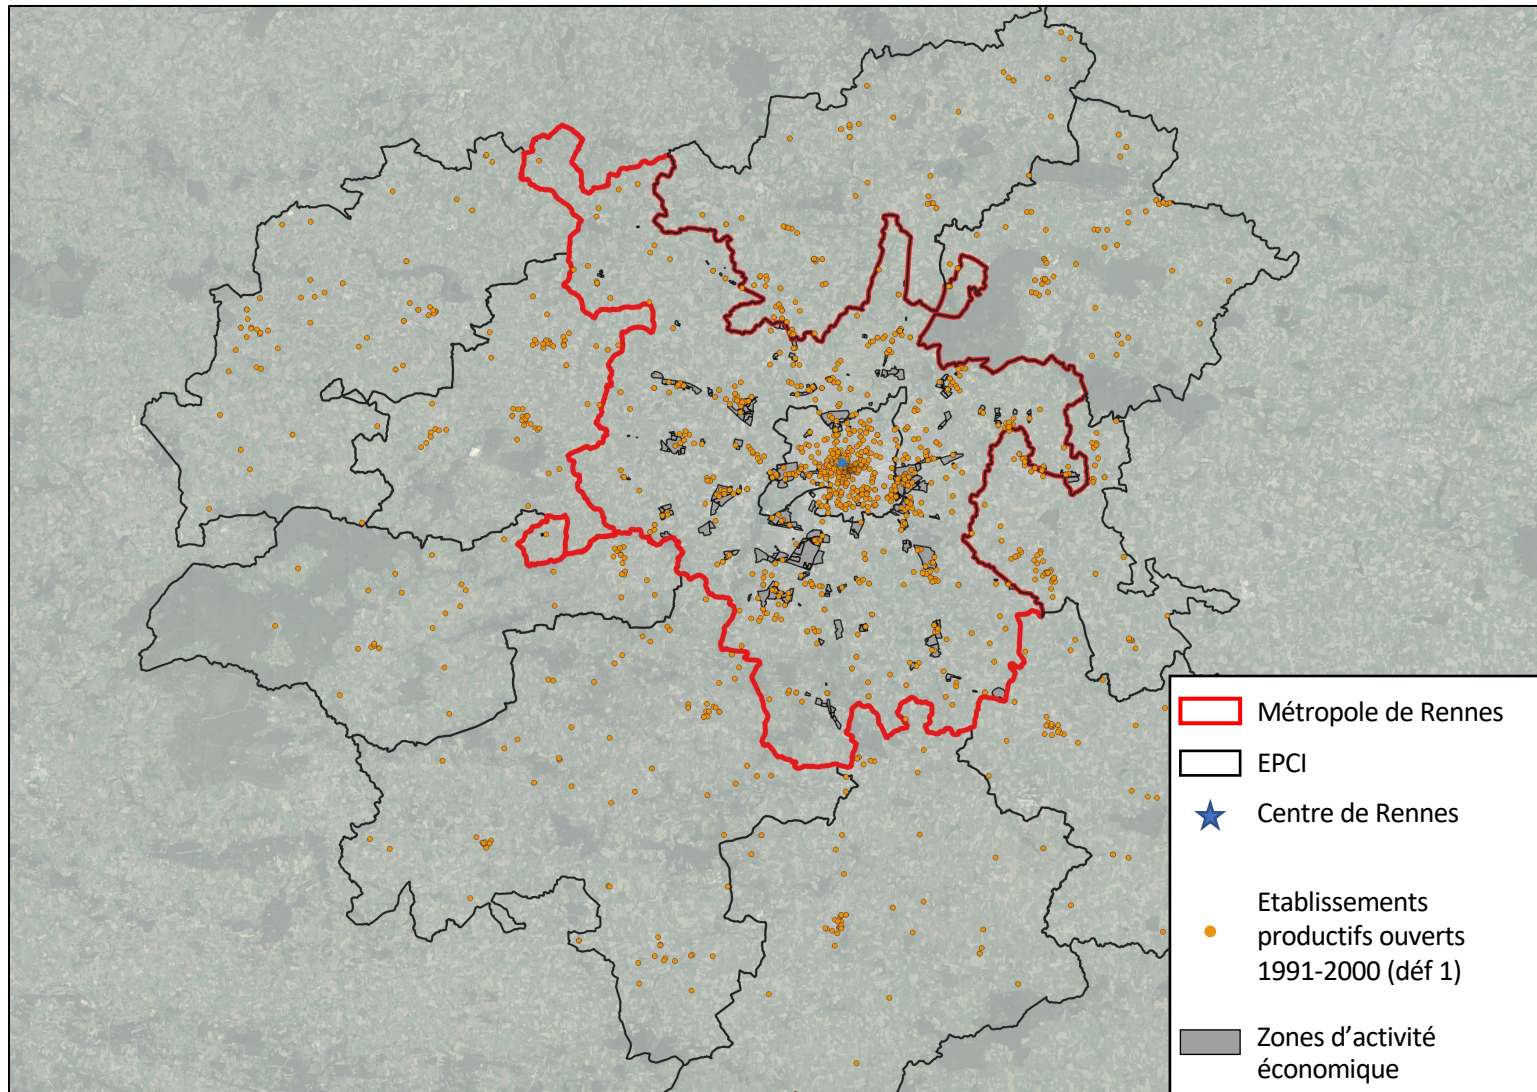 Métropole de Rennes
EPCI
Centre de Rennes
Etablissements
productifs ouverts
1991-2000 (déf 1)
Zones d’activité
économique